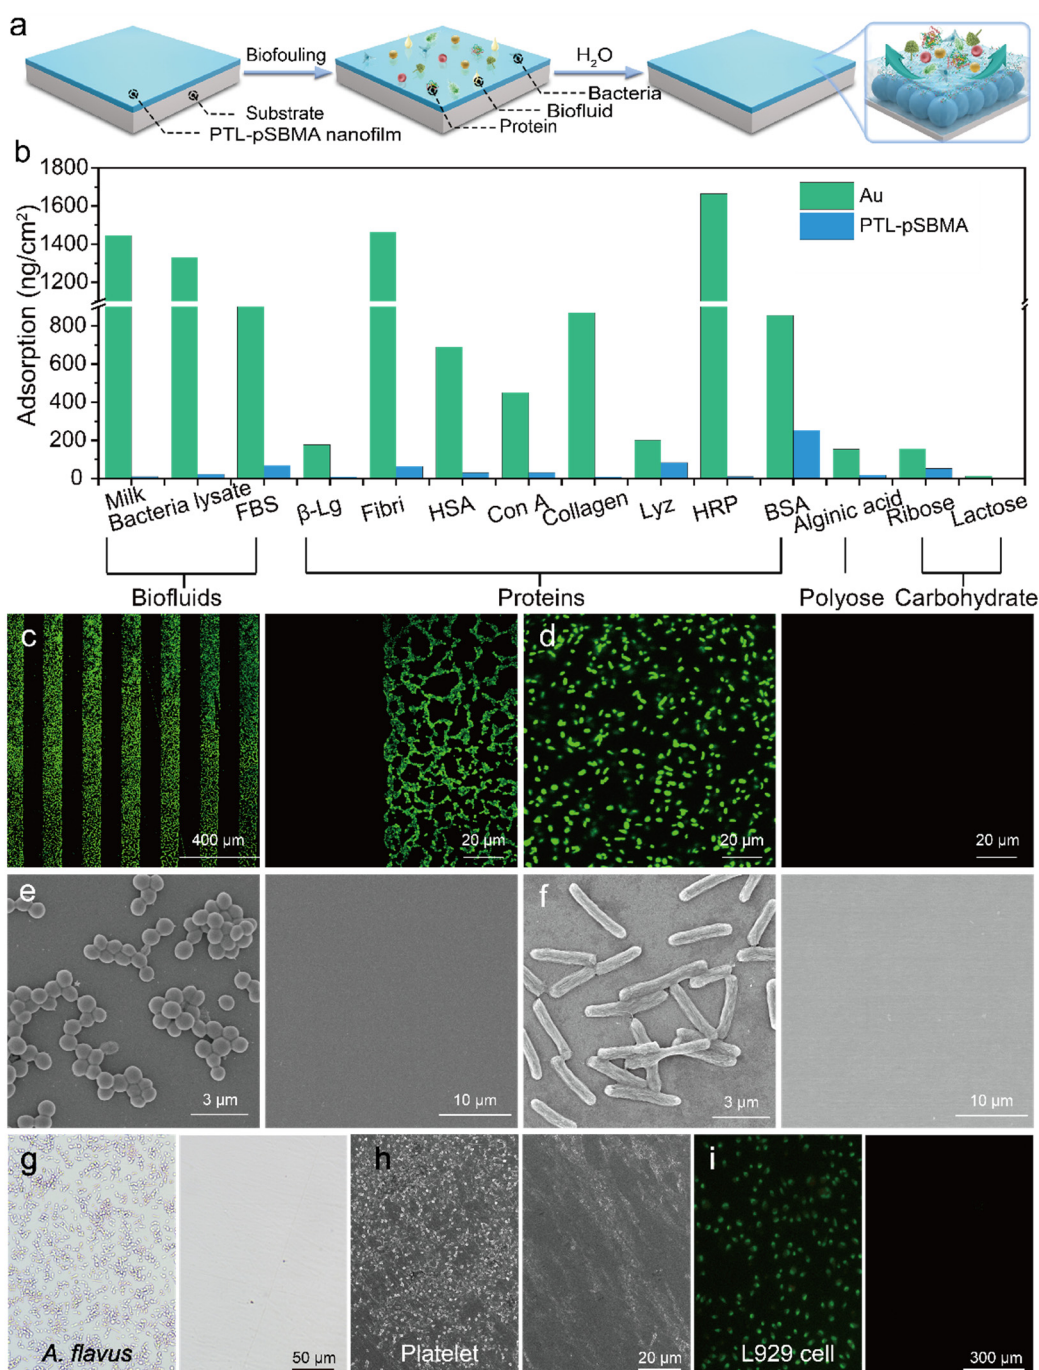 a
Biofouling
H2O
Substrate
PTL-pSBMA nanofilm
Bacteria
Biofluid
Protein
b
Adsorption (ng/cm²)
1800
1600
1400
1200
800
600
400
200
0
Au
PTL-pSBMA
Milk
Bacteria lysate
FBS
β-Lg
Fibri
HSA
Con A
Collagen
Lyz
HRP
BSA
Alginic acid
Ribose
Lactose
Biofluids
Proteins
Polyose
Carbohydrate
c
400 µm
20 µm
d
20 µm
20 µm
e
3 µm
10 µm
f
3 µm
10 µm
g
A. flavus
50 µm
h
Platelet
20 µm
i
L929 cell
300 µm